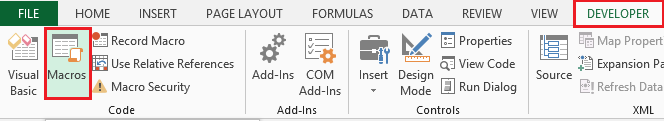 FILE HOME INSERT PAGE LAYOUT FORMULAS DATA REVIEW VIEW DEVELOPER
Visual Basic
Macros
Record Macro
Use Relative References
Macro Security
Code
Add-Ins
COM Add-Ins
Add-Ins
Insert
Design Mode
Properties
View Code
Run Dialog
Controls
Source
Map Propert
Expansion Pa
Refresh Data
XML